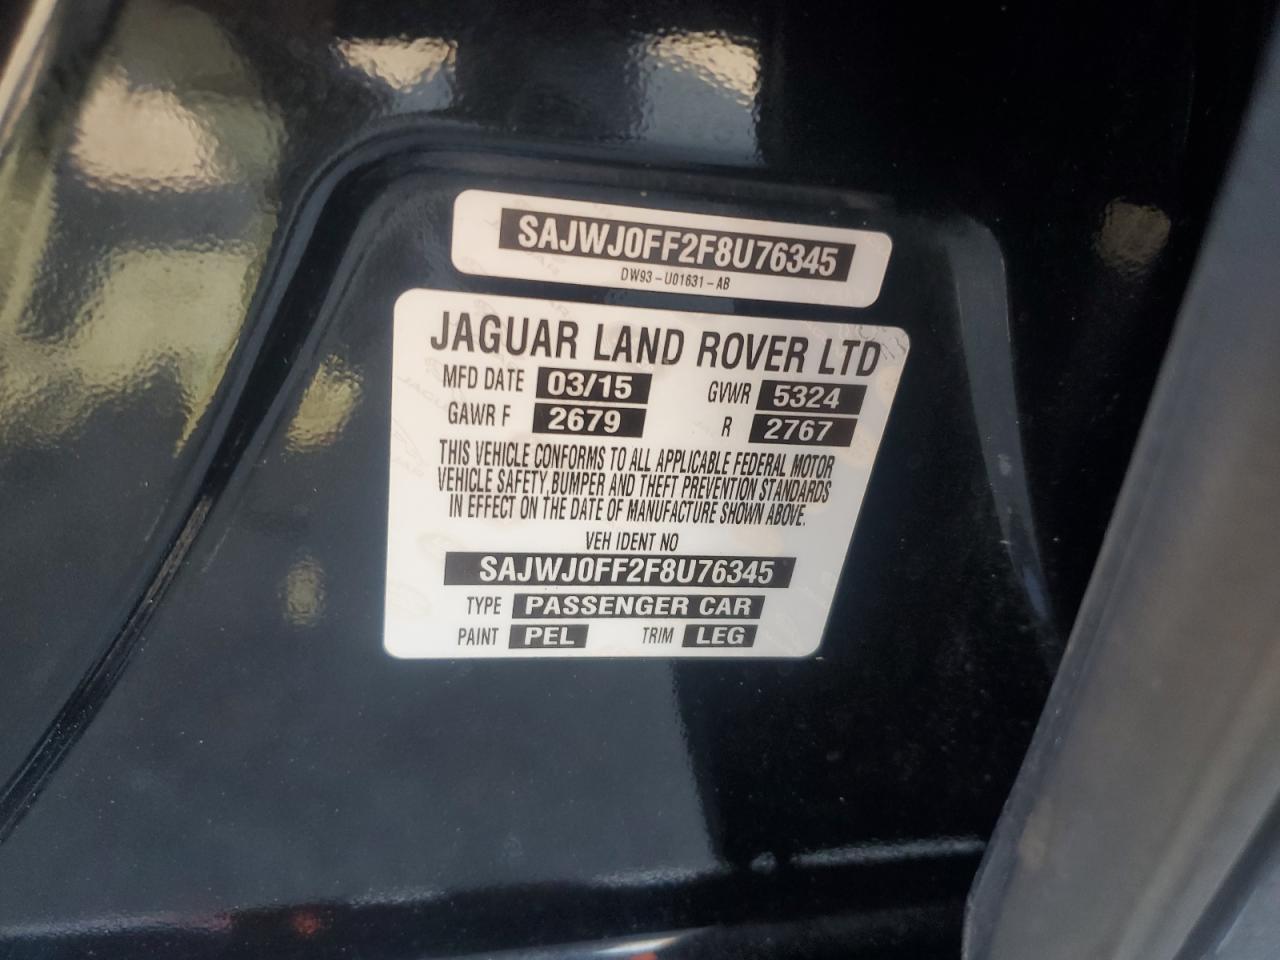 SAJWJ0FF2F8U76345
DW93-U01631-AB
JAGUAR LAND ROVER LTD
MFD DATE 03/15 GVWR 5324
GAWR F 2679 R 2767
THIS VEHICLE CONFORMS TO ALL APPLICABLE FEDERAL MOTOR
VEHICLE SAFETY, BUMPER AND THEFT PREVENTION STANDARDS
IN EFFECT ON THE DATE OF MANUFACTURE SHOWN ABOVE.
VEH IDENT NO
SAJWJ0FF2F8U76345
TYPE PASSENGER CAR
PAINT PEL TRIM LEG